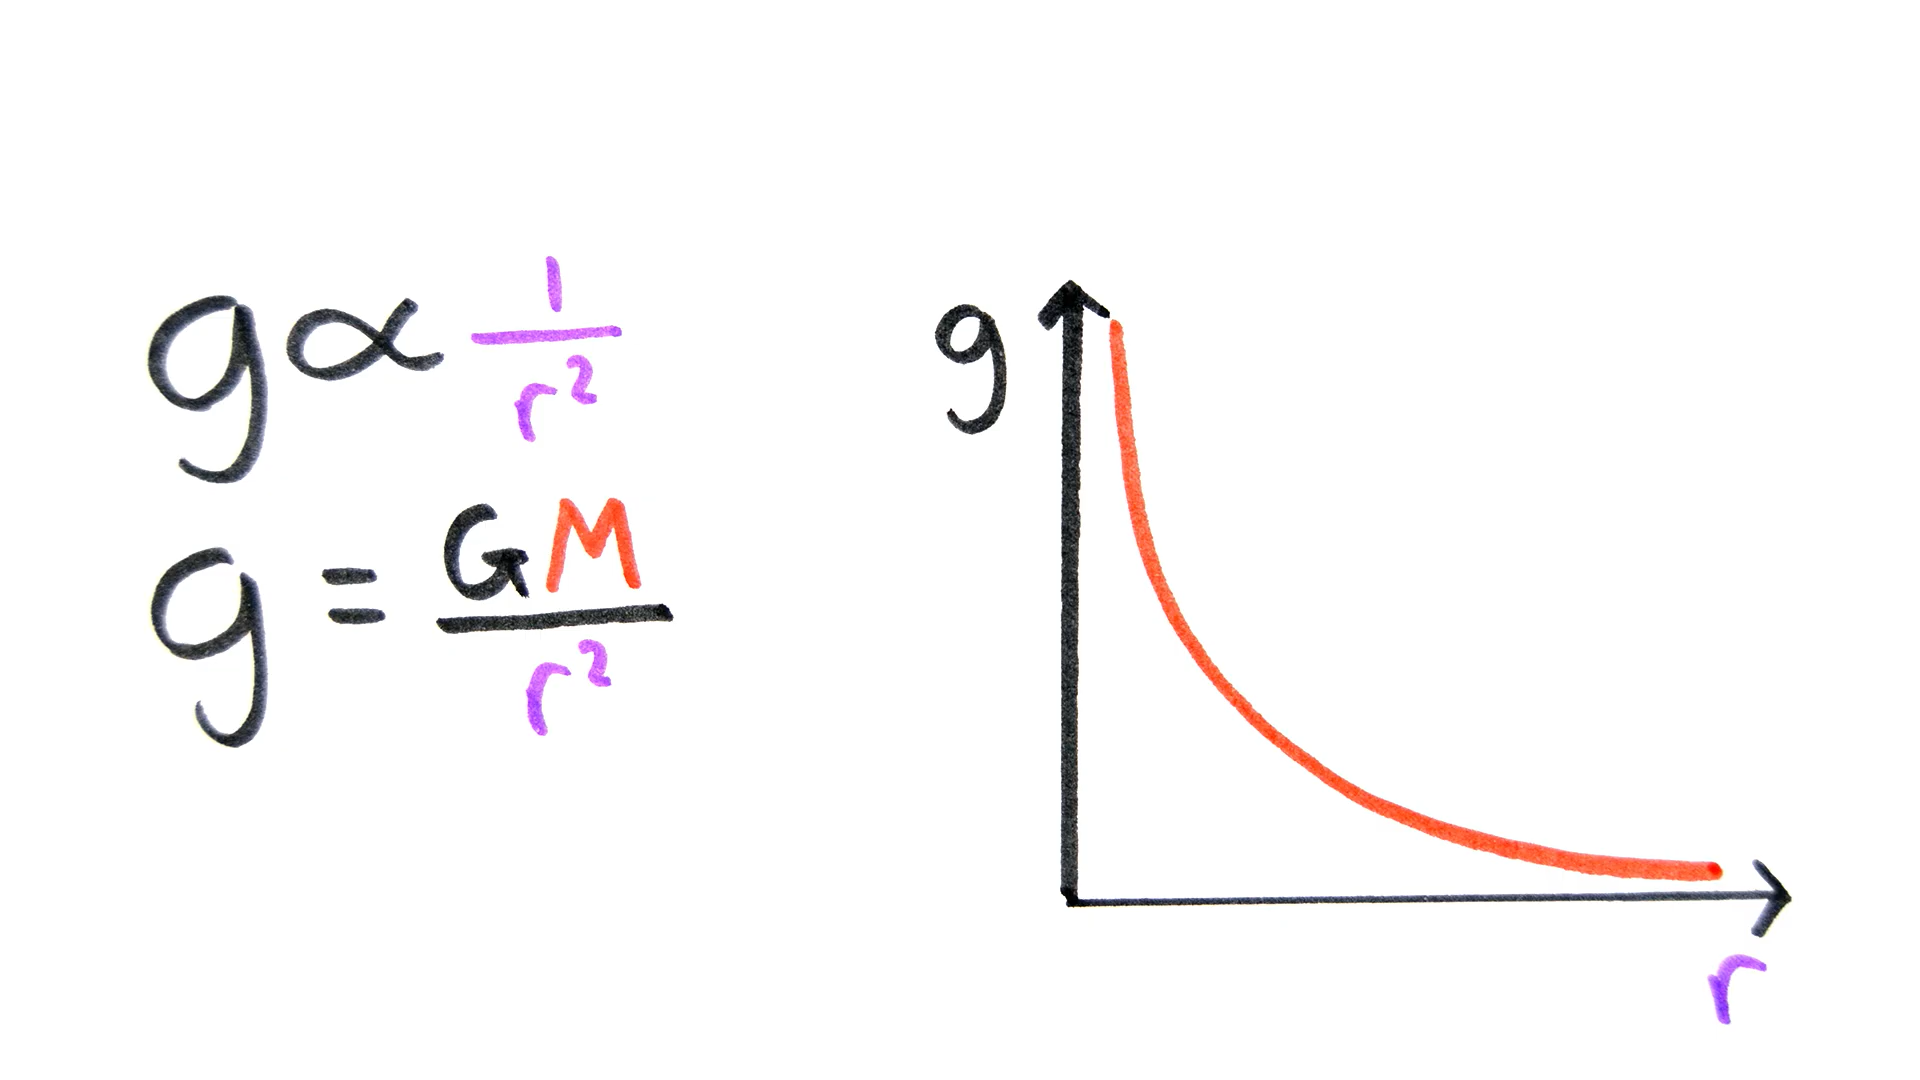 g ∝ 1/r²
g = GM/r²
g
r